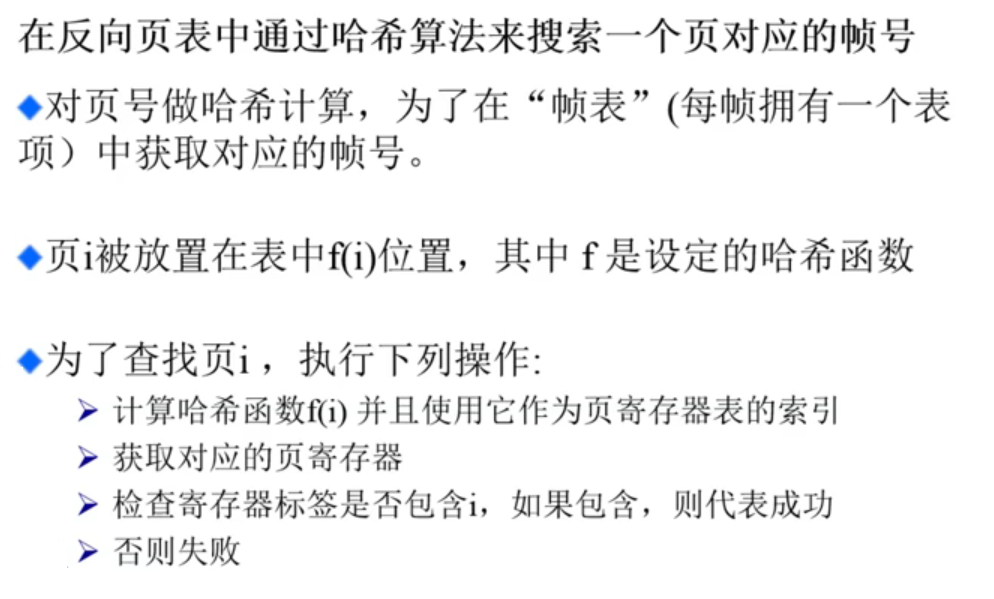 在反向页表中通过哈希算法来搜索一个页对应的帧号
◆对页号做哈希计算，为了在“帧表”(每帧拥有一个表
项）中获取对应的帧号。
◆页i被放置在表中f(i)位置，其中 f 是设定的哈希函数
◆为了查找页i ，执行下列操作:
➢ 计算哈希函数f(i) 并且使用它作为页寄存器表的索引
➢ 获取对应的页寄存器
➢ 检查寄存器标签是否包含i，如果包含，则代表成功
➢ 否则失败